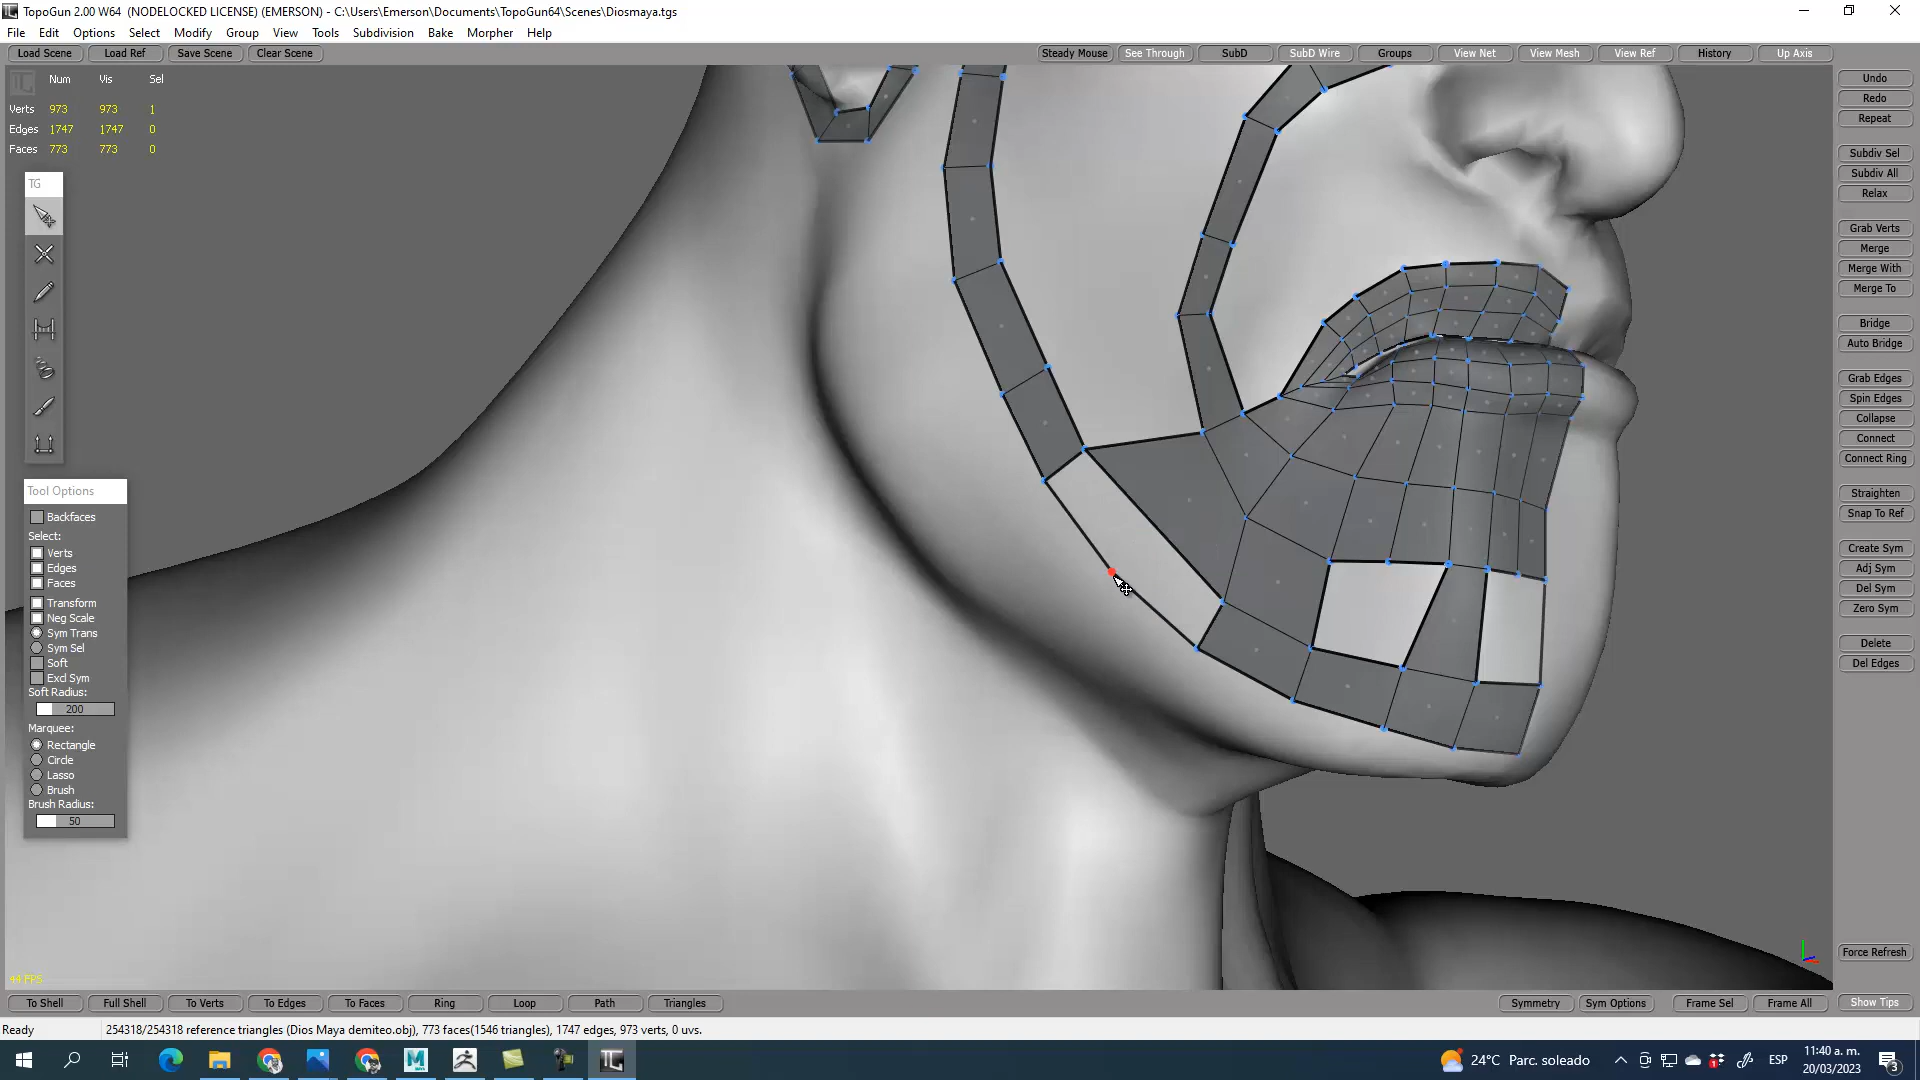 TopoGun 2.00 W64  (NODELOCKED LICENSE) (EMERSON) - C:\Users\Emerson\Documents\TopoGun64\Scenes\Diosmaya.tgs
File Edit Options Select Modify Group View Tools Subdivision Bake Morpher Help
Load Scene Load Ref Save Scene Clear Scene Steady Mouse See Through SubD SubD Wire Groups View Net View Mesh View Ref History Up Axis
Num Vis Sel
Verts 973 973 1
Edges 1747 1747 0
Faces 773 773 0
TG
Tool Options
Backfaces
Select:
Verts
Edges
Faces
Transform
Neg Scale
Sym Trans
Sym Sel
Soft
Excl Sym
Soft Radius:
200
Marquee:
Rectangle
Circle
Lasso
Brush
Brush Radius:
50
Undo
Redo
Repeat
Subdiv Sel
Subdiv All
Relax
Grab Verts
Merge
Merge With
Merge To
Bridge
Auto Bridge
Grab Edges
Spin Edges
Collapse
Connect
Connect Ring
Straighten
Snap To Ref
Create Sym
Adj Sym
Del Sym
Zero Sym
Delete
Del Edges
Force Refresh
44 FPS
To Shell Full Shell To Verts To Edges To Faces Ring Loop Path Triangles Symmetry Sym Options Frame Sel Frame All Show Tips
Ready 254318/254318 reference triangles (Dios Maya demiteo.obj), 773 faces(1546 triangles), 1747 edges, 973 verts, 0 uvs.
24°C Parc. soleado ESP 11:40 a. m.
20/03/2023
3